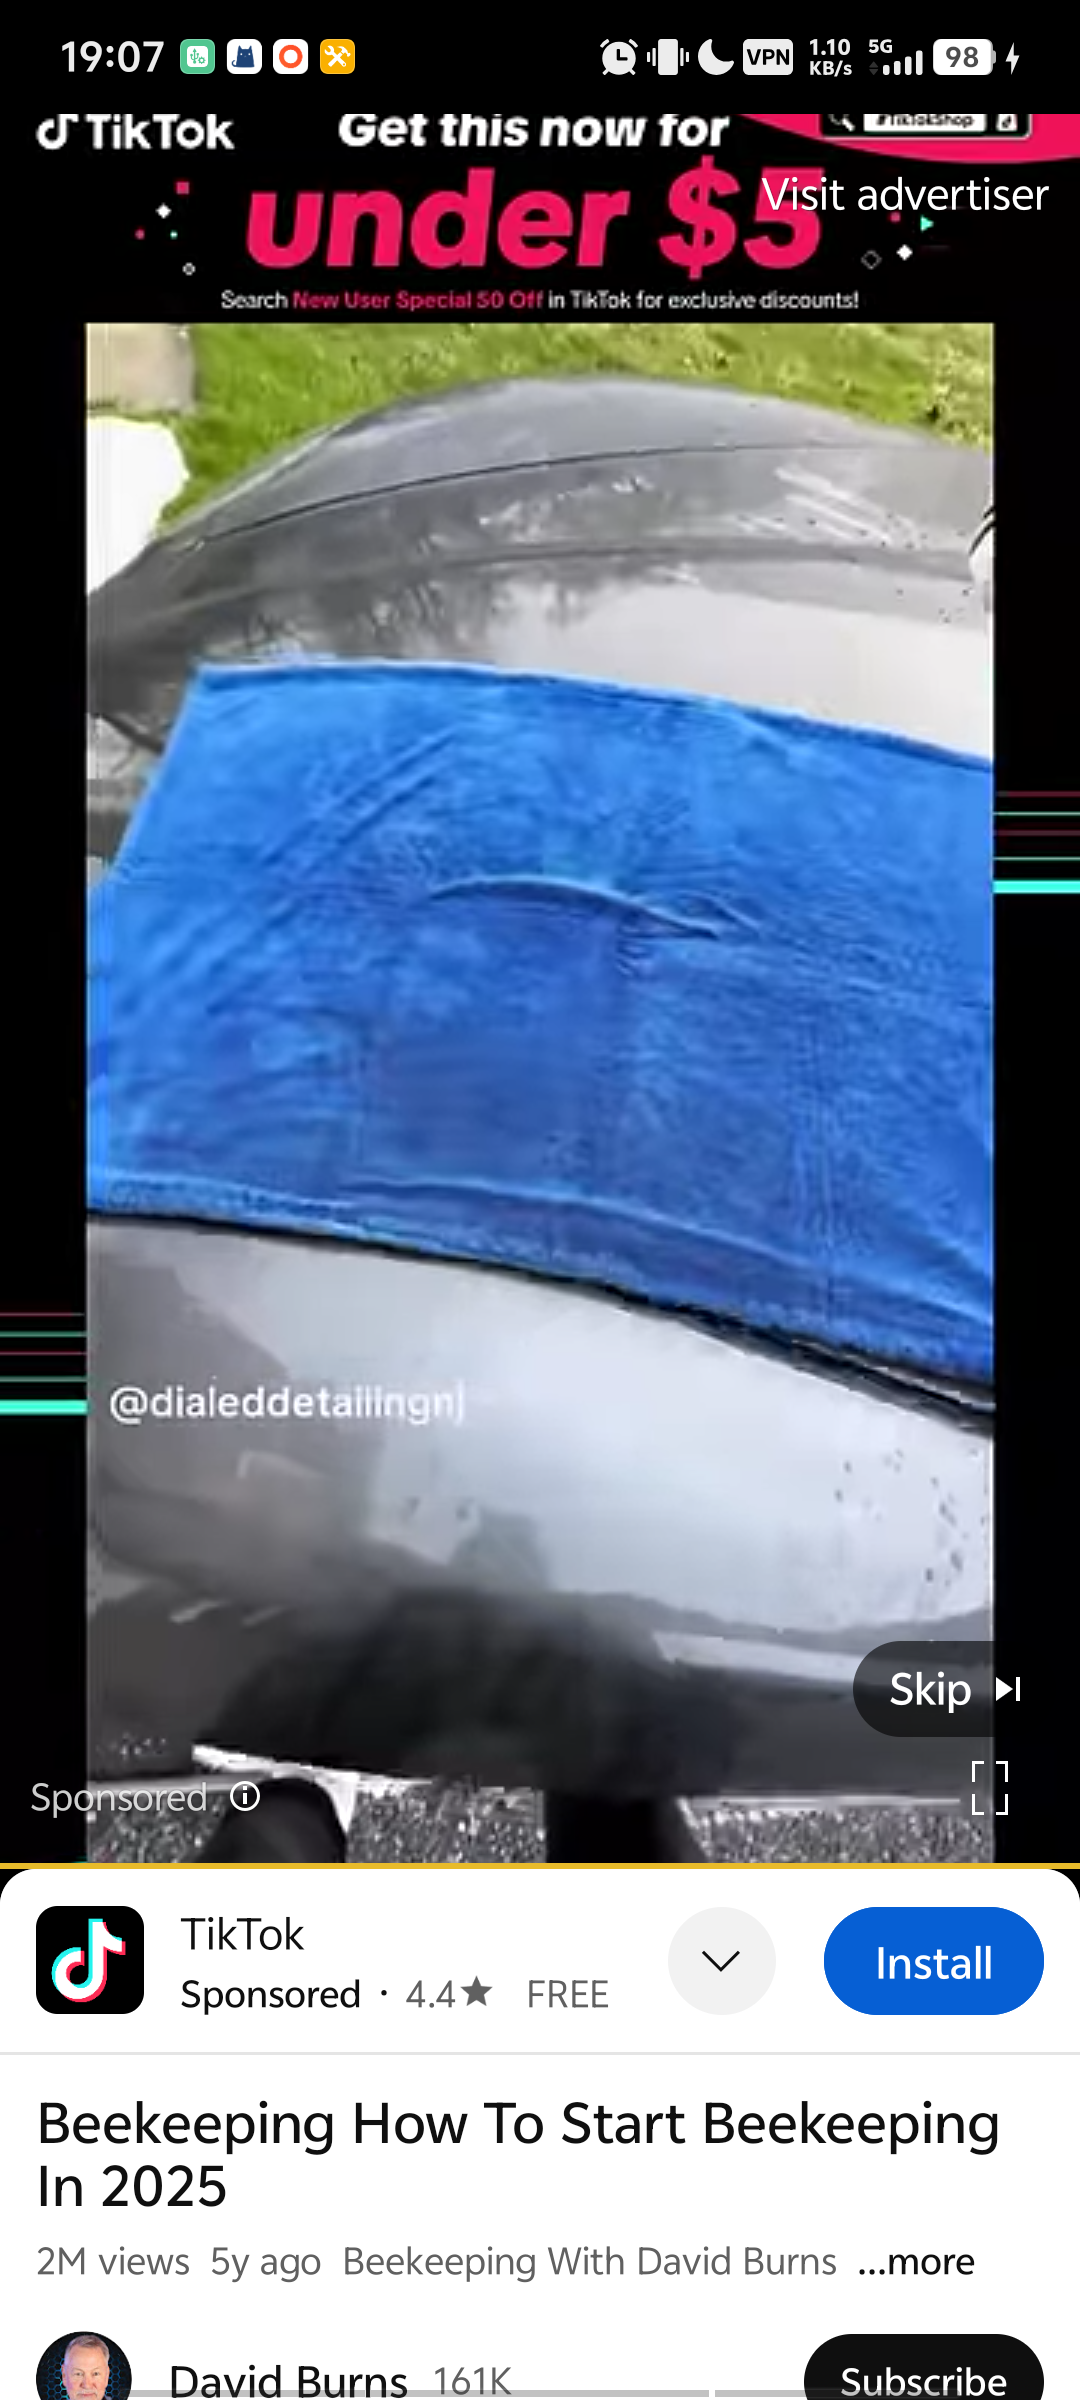 19:07
VPN
1.10
KB/s
5G
98
TikTok
Get this now for
#TikTokShop
under $5
Visit advertiser
Search New User Special 50 Off in TikTok for exclusive discounts!
@dialeddetailingnj
Skip
Sponsored
TikTok
Sponsored · 4.4★ FREE
Install
Beekeeping How To Start Beekeeping
In 2025
2M views 5y ago Beekeeping With David Burns ...more
David Burns 161K
Subscribe